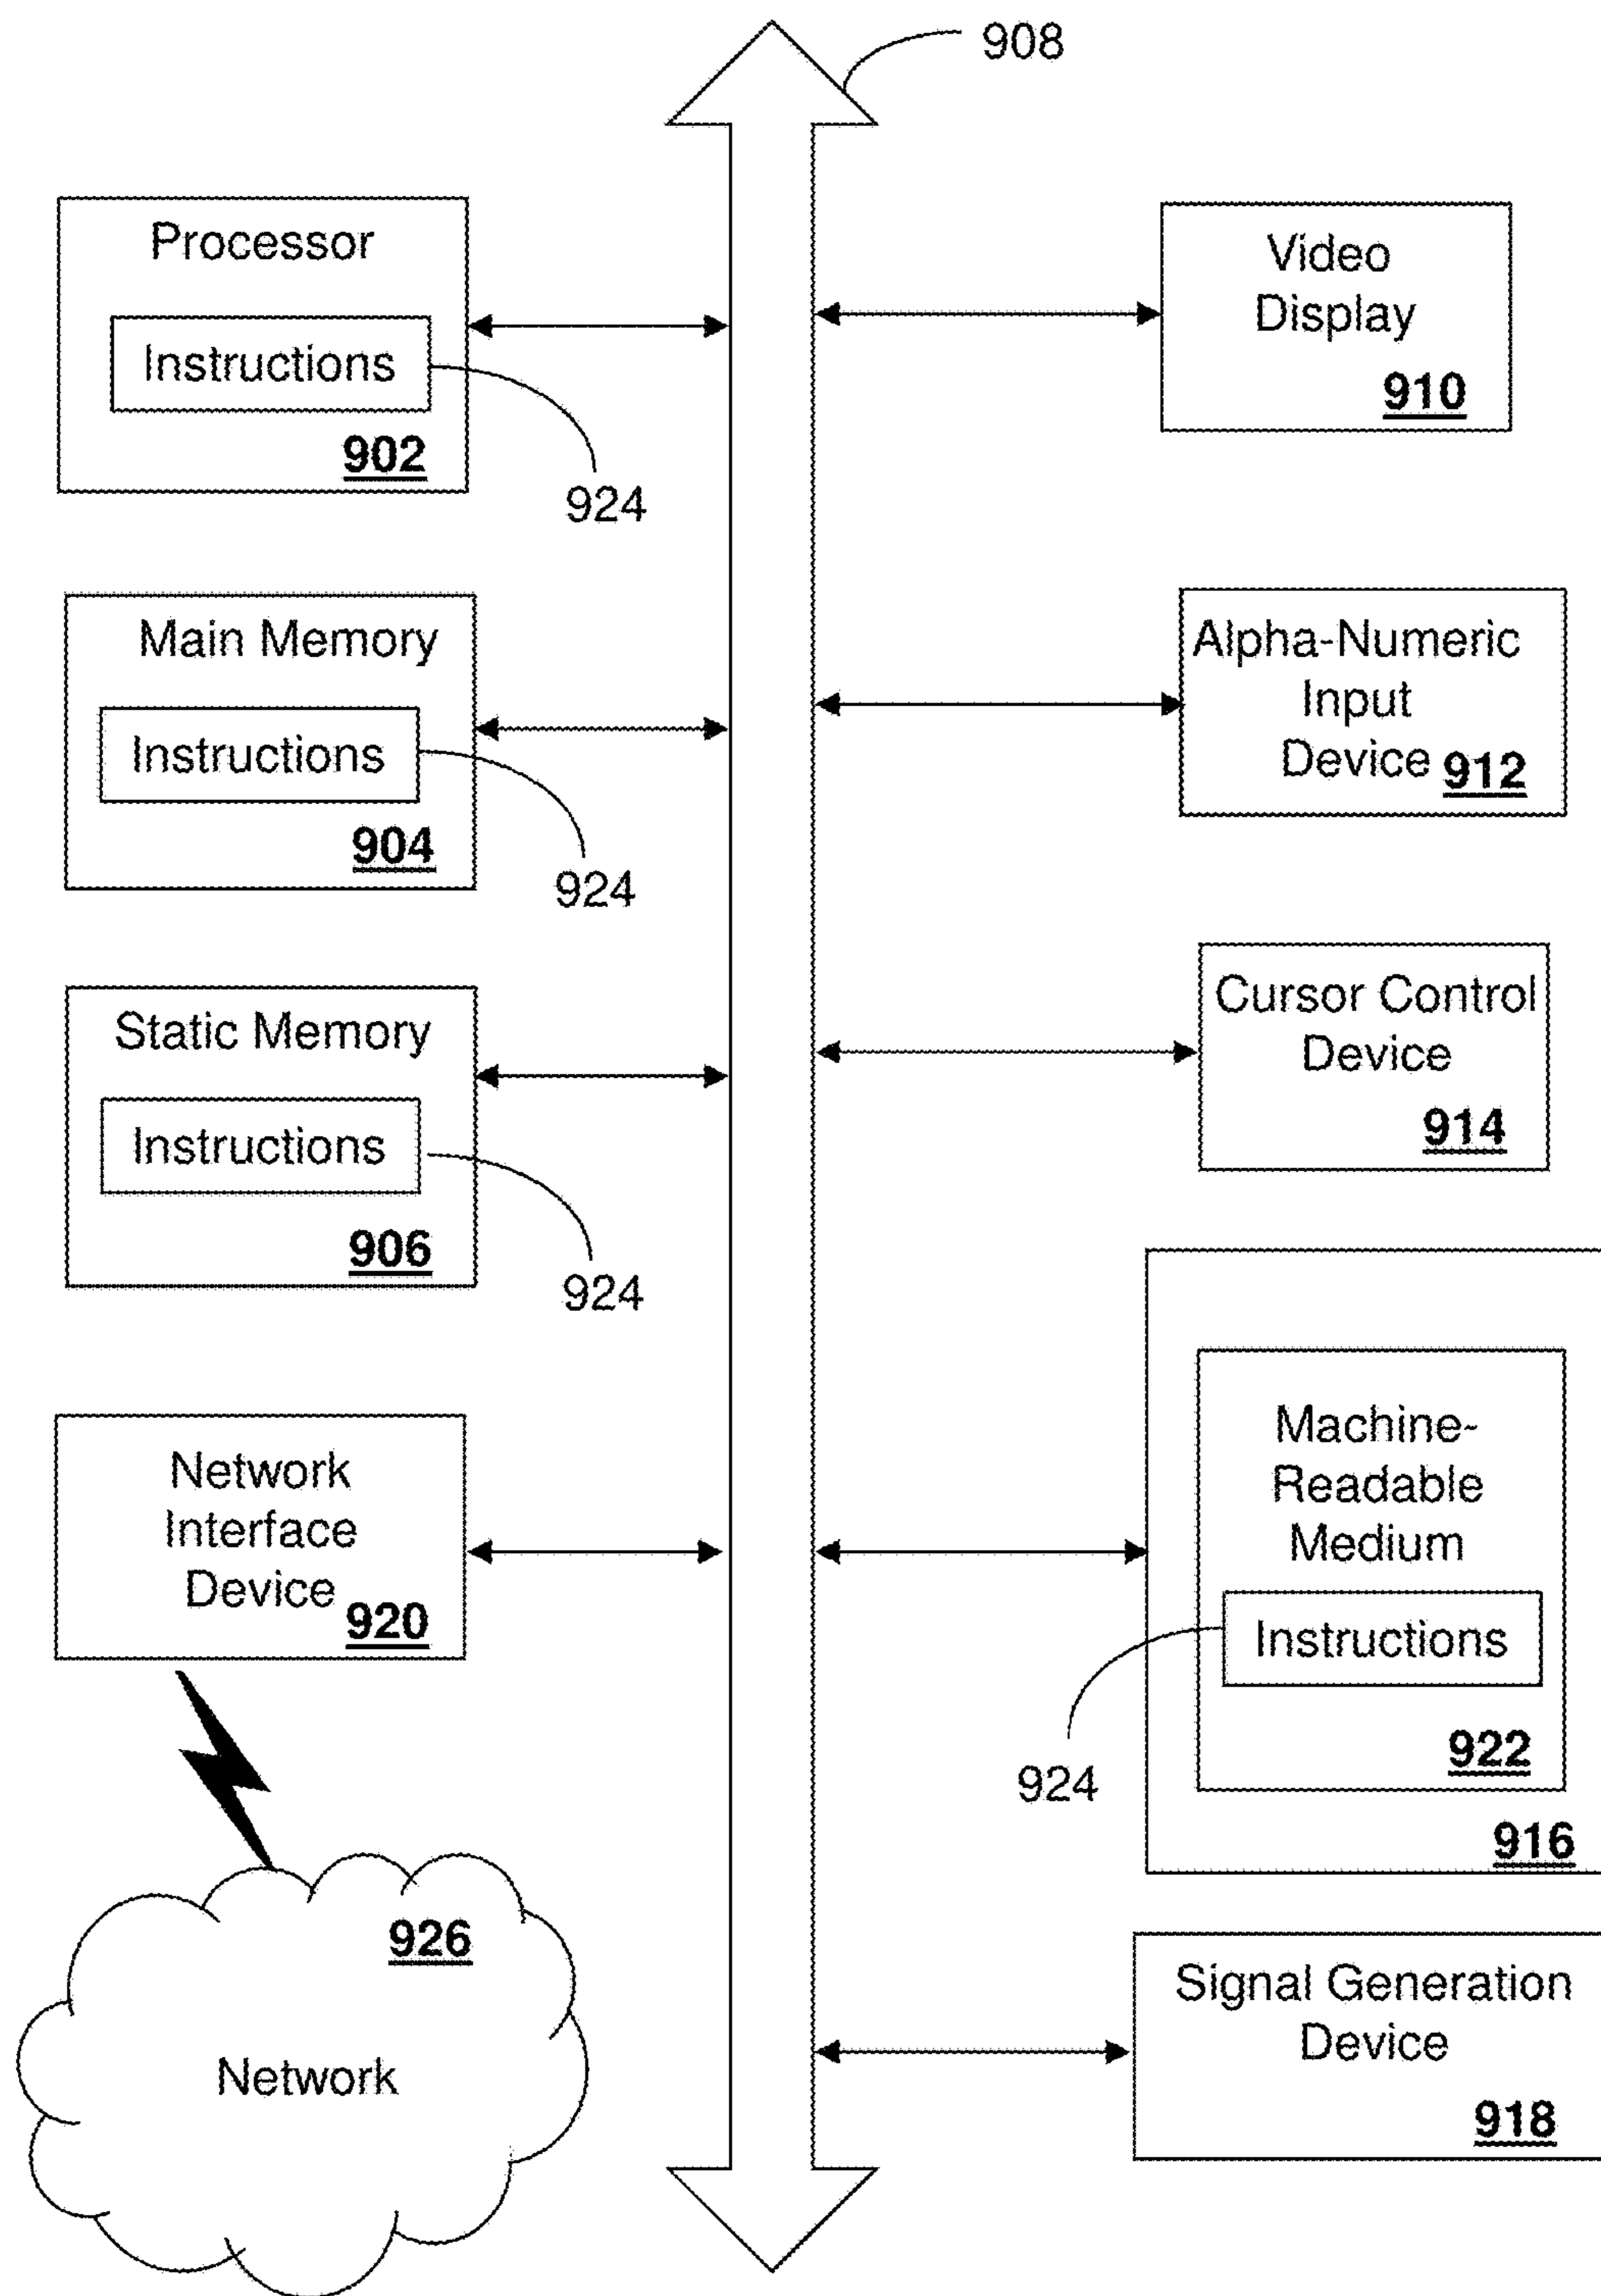 908
Processor
Instructions
902
924
Main Memory
Instructions
904
924
Static Memory
Instructions
906
924
Network
Interface
Device
920
926
Network
Video
Display
910
Alpha-Numeric
Input
Device 912
Cursor Control
Device
914
Machine-
Readable
Medium
Instructions
922
924
916
Signal Generation
Device
918